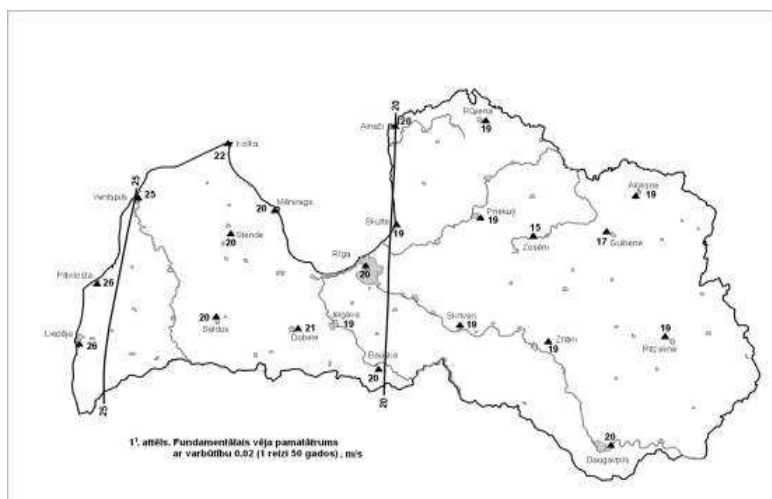 20
Ainaži 20
Rūjiena
19
Kolka
22
25
Ventspils 25
Mērsrags
20
Stende
20
Skulte
19
Priekuļi
19
Alūksne
19
15
Zosēni
17 Gulbene
Rīga
20
Pāvilosta
26
Liepāja
26
20
Saldus
21
Dobele
Jelgava
19
Skrīveri
19
Zīlāni
19
19
Rēzekne
Bauska
20
25
20
20
Daugavpils
1¹. attēls. Fundamentālais vēja pamatātrums
ar varbūtību 0,02 (1 reizi 50 gados), m/s